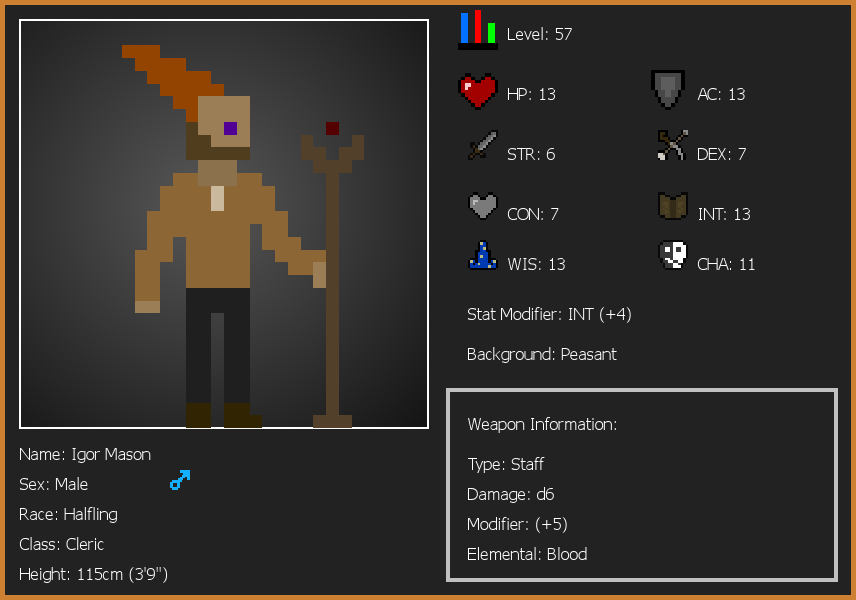 Level: 57
HP: 13
AC: 13
STR: 6
DEX: 7
CON: 7
INT: 13
WIS: 13
CHA: 11
Stat Modifier: INT (+4)
Background: Peasant
Weapon Information:
Type: Staff
Damage: d6
Modifier: (+5)
Elemental: Blood
Name: Igor Mason
Sex: Male
Race: Halfling
Class: Cleric
Height: 115cm (3'9")